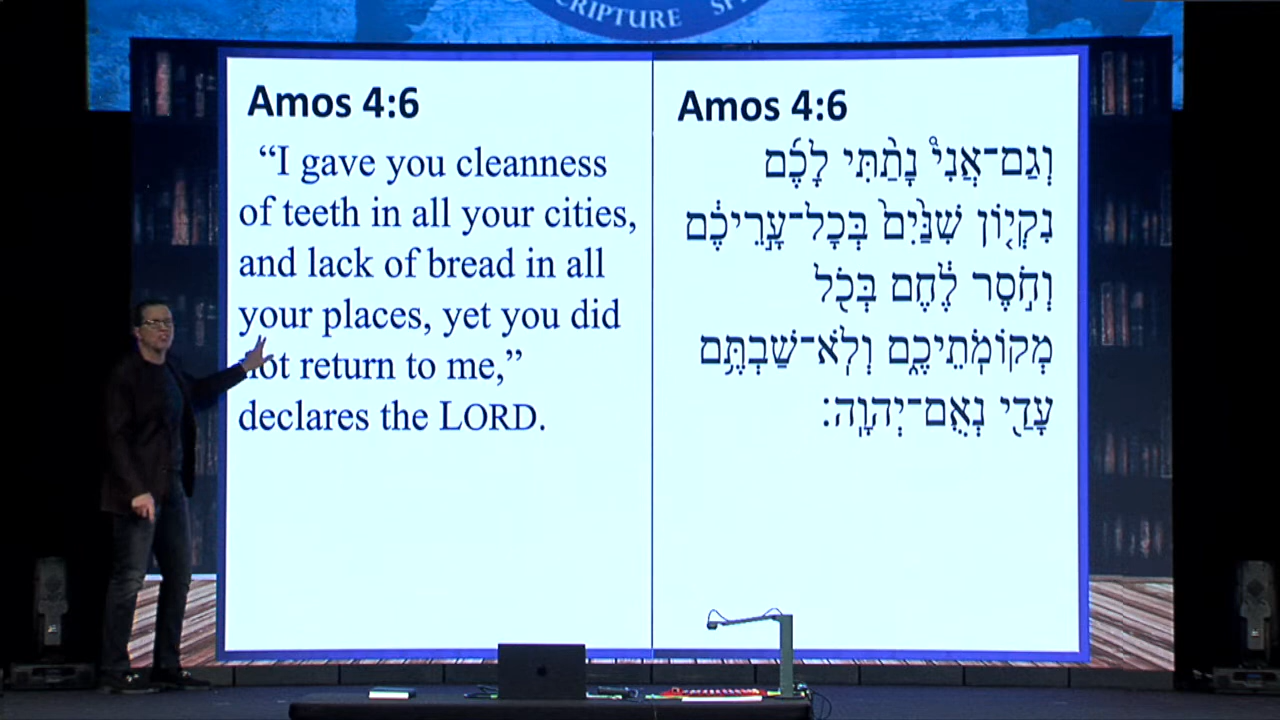 SCRIPTURE
Amos 4:6
“I gave you cleanness
of teeth in all your cities,
and lack of bread in all
your places, yet you did
not return to me,”
declares the LORD.
Amos 4:6
וְגַם־אֲנִי֩ נָתַ֨תִּי לָכֶ֜ם
נִקְי֤וֹן שִׁנַּ֙יִם֙ בְּכָל־עָ֣רֵיכֶ֔ם
וְחֹ֣סֶר לֶ֔חֶם בְּכֹ֖ל
מְקוֹמֹֽתֵיכֶ֑ם וְלֹֽא־שַׁבְתֶּ֥ם
עָדַ֖י נְאֻם־יְהוָֽה׃